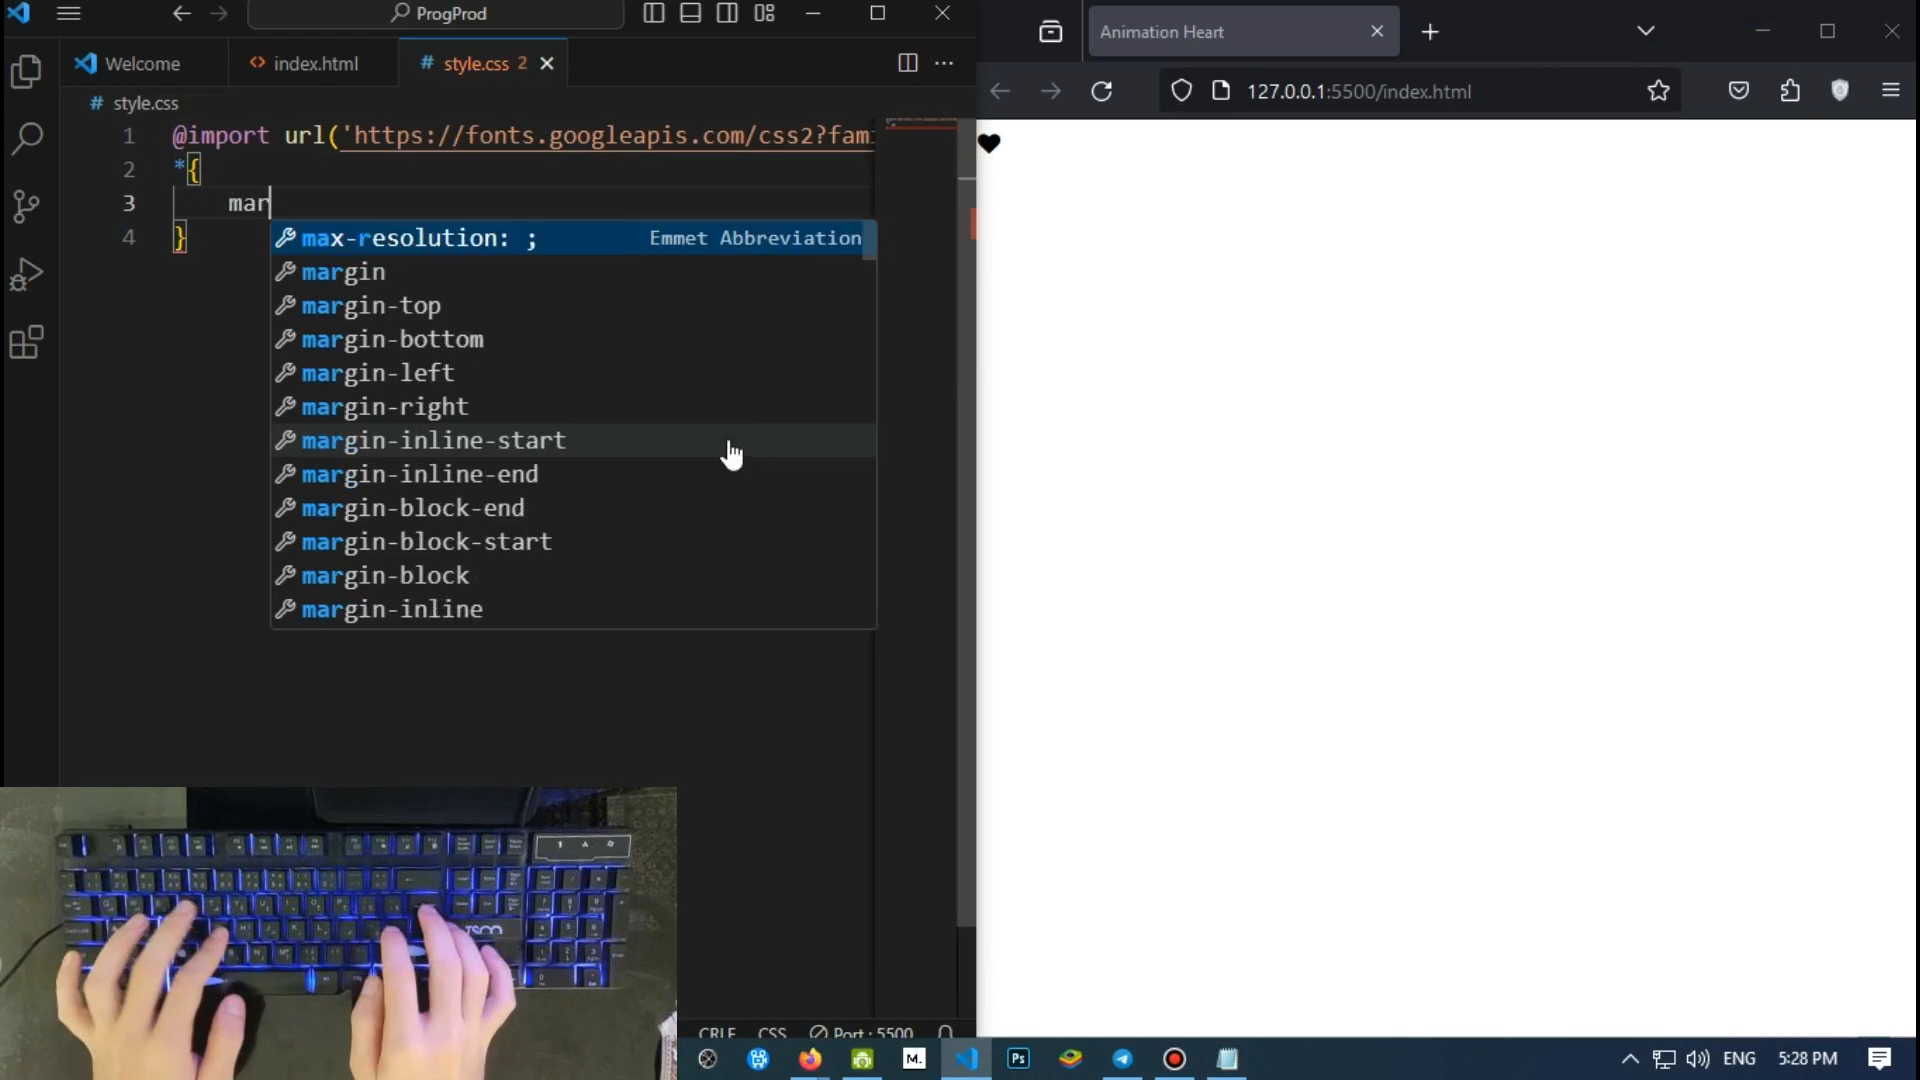 ProgProd
Welcome
index.html
style.css 2
# style.css
1 @import url('https://fonts.googleapis.com/css2?fami
2 *{
3 mar
4 }
max-resolution: ; Emmet Abbreviation
margin
margin-top
margin-bottom
margin-left
margin-right
margin-inline-start
margin-inline-end
margin-block-end
margin-block-start
margin-block
margin-inline
CRLF CSS Port : 5500
Animation Heart
127.0.0.1:5500/index.html
TSCO
M.
Ps
ENG 5:28 PM